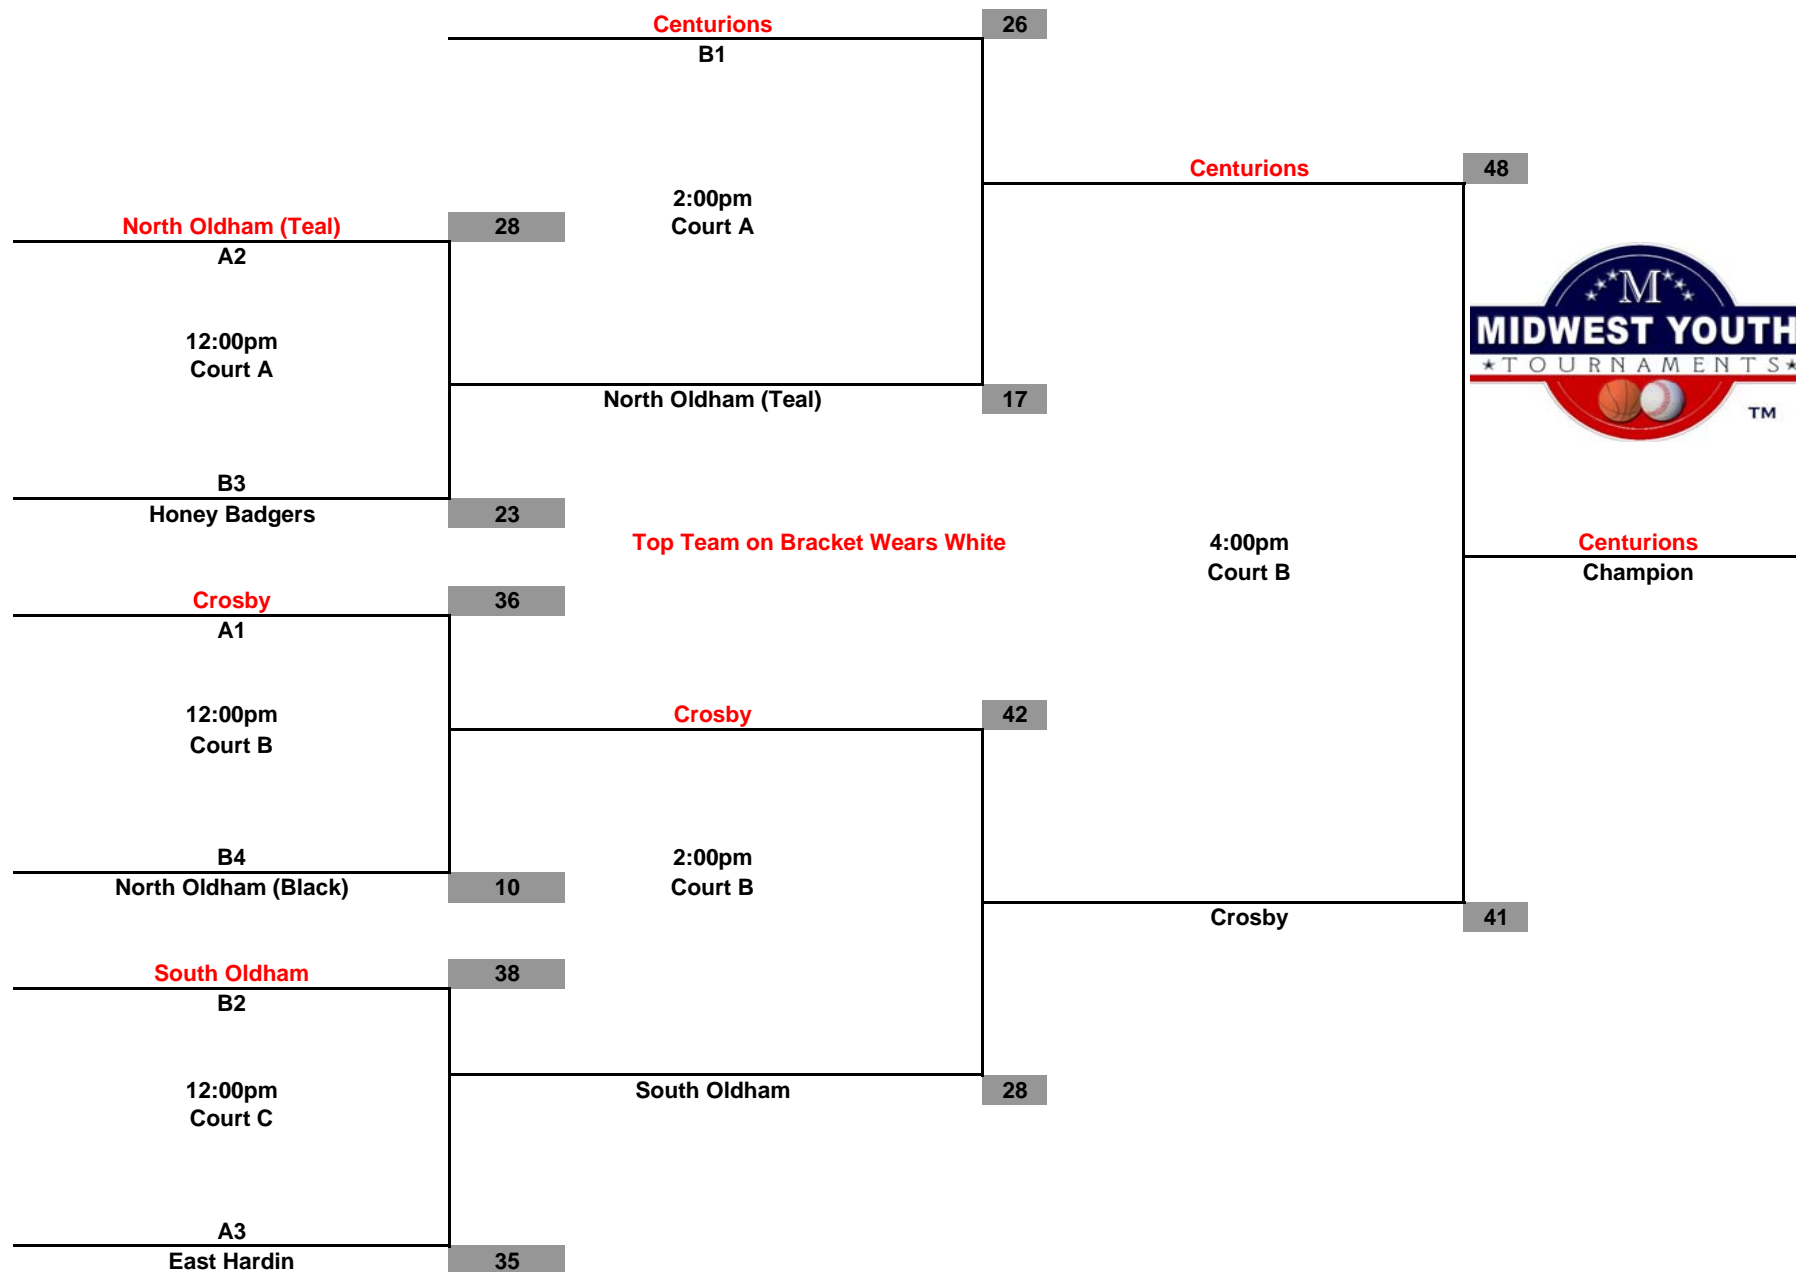 Centurions 26
B1
Centurions 48
2:00pm
North Oldham (Teal) 28 Court A
A2
M
MIDWEST YOUTH
12:00pm
Court A
TOURNAMENTS
North Oldham (Teal) 17
TM
B3
Honey Badgers 23
Top Team on Bracket Wears White 4:00pm Centurions
Court B Champion
Crosby 36
A1
12:00pm Crosby 42
Court B
B4 2:00pm
North Oldham (Black) 10 Court B
Crosby 41
South Oldham 38
B2
12:00pm South Oldham 28
Court C
A3
East Hardin 35